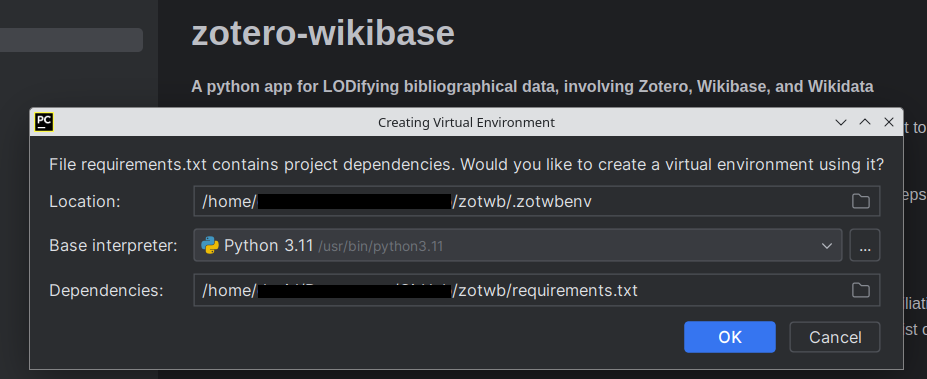 zotero-wikibase
A python app for LODifying bibliographical data, involving Zotero, Wikibase, and Wikidata
PC Creating Virtual Environment
t to
File requirements.txt contains project dependencies. Would you like to create a virtual environment using it?
Location: /home/ /zotwb/.zotwbenv
eps
Base interpreter: Python 3.11 /usr/bin/python3.11 ...
Dependencies: /home/ /zotwb/requirements.txt
liati
OK Cancel
st c